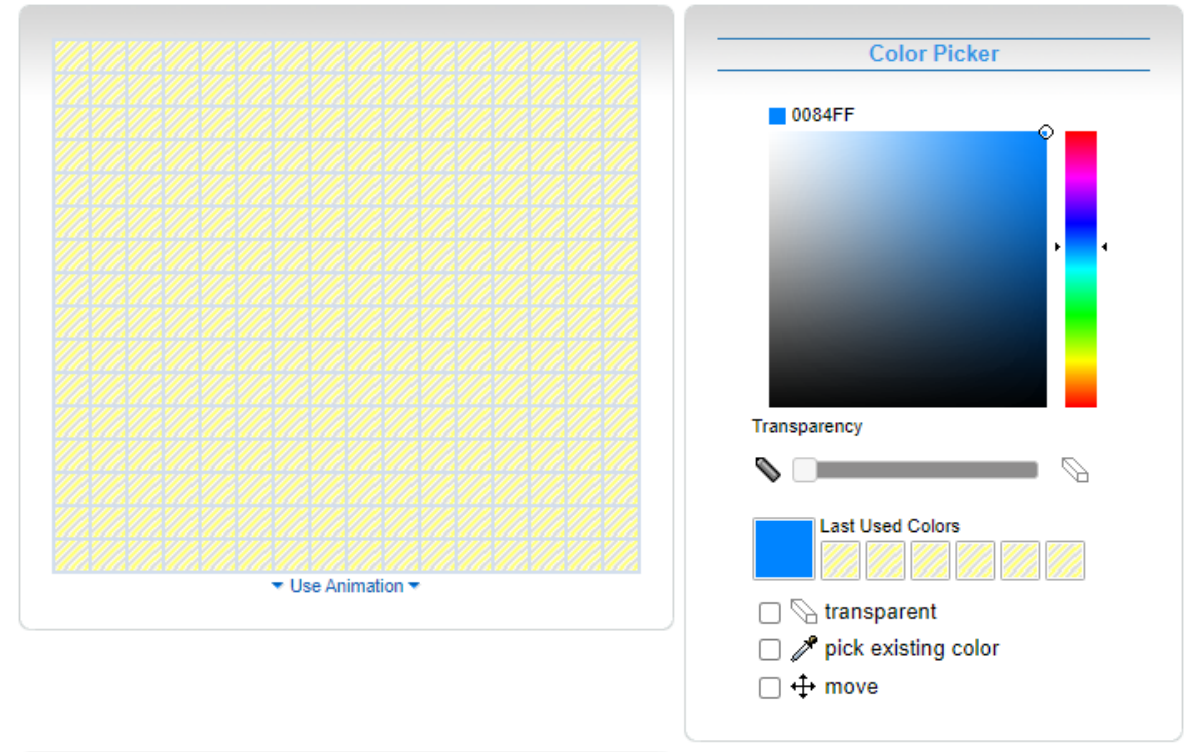 Use Animation
Color Picker
0084FF
Transparency
Last Used Colors
transparent
pick existing color
move